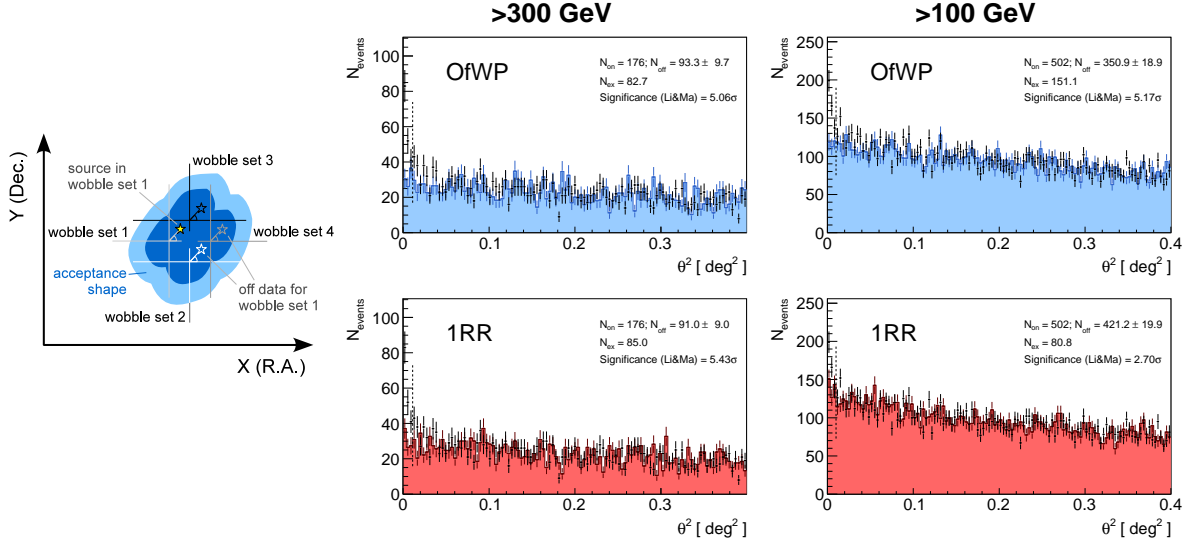 >300 GeV
>100 GeV
Y (Dec.)
X (R.A.)
source in
wobble set 1
wobble set 3
wobble set 1
wobble set 4
acceptance
shape
off data for
wobble set 1
wobble set 2
N_events
OfWP
N_on = 176; N_off = 93.3 ± 9.7
N_ex = 82.7
Significance (Li&Ma) = 5.06σ
100
80
60
40
20
0
0 0.1 0.2 0.3
θ² [ deg² ]
N_events
OfWP
N_on = 502; N_off = 350.9 ± 18.9
N_ex = 151.1
Significance (Li&Ma) = 5.17σ
250
200
150
100
50
0
0 0.1 0.2 0.3 0.4
θ² [ deg² ]
N_events
1RR
N_on = 176; N_off = 91.0 ± 9.0
N_ex = 85.0
Significance (Li&Ma) = 5.43σ
100
80
60
40
20
0
0 0.1 0.2 0.3
θ² [ deg² ]
N_events
1RR
N_on = 502; N_off = 421.2 ± 19.9
N_ex = 80.8
Significance (Li&Ma) = 2.70σ
250
200
150
100
50
0
0 0.1 0.2 0.3 0.4
θ² [ deg² ]